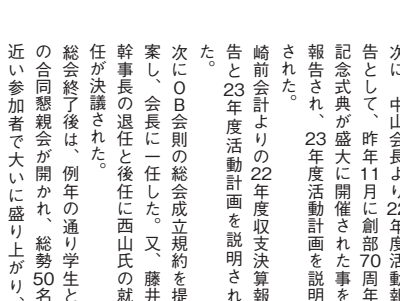 次に、中山会長より22年度活動報
告として、昨年11月に創部70周年
記念式典が盛大に開催された事を
報告され、23年度活動計画を説明
された。
崎前会計よりの22年度収支決算報
告と23年度活動計画を説明され
た。
次にOB会則の総会成立規約を提
案し、会長に一任した。又、藤井
幹事長の退任と後任に西山氏の就
任が決議された。
総会終了後は、例年の通り学生と
の合同懇親会が開かれ、総勢50名
近い参加者で大いに盛り上がり、